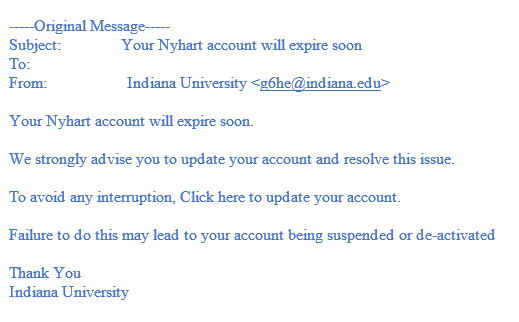 -----Original Message-----
Subject: Your Nyhart account will expire soon
To:
From: Indiana University <g6he@indiana.edu>
Your Nyhart account will expire soon.
We strongly advise you to update your account and resolve this issue.
To avoid any interruption, Click here to update your account.
Failure to do this may lead to your account being suspended or de-activated
Thank You
Indiana University